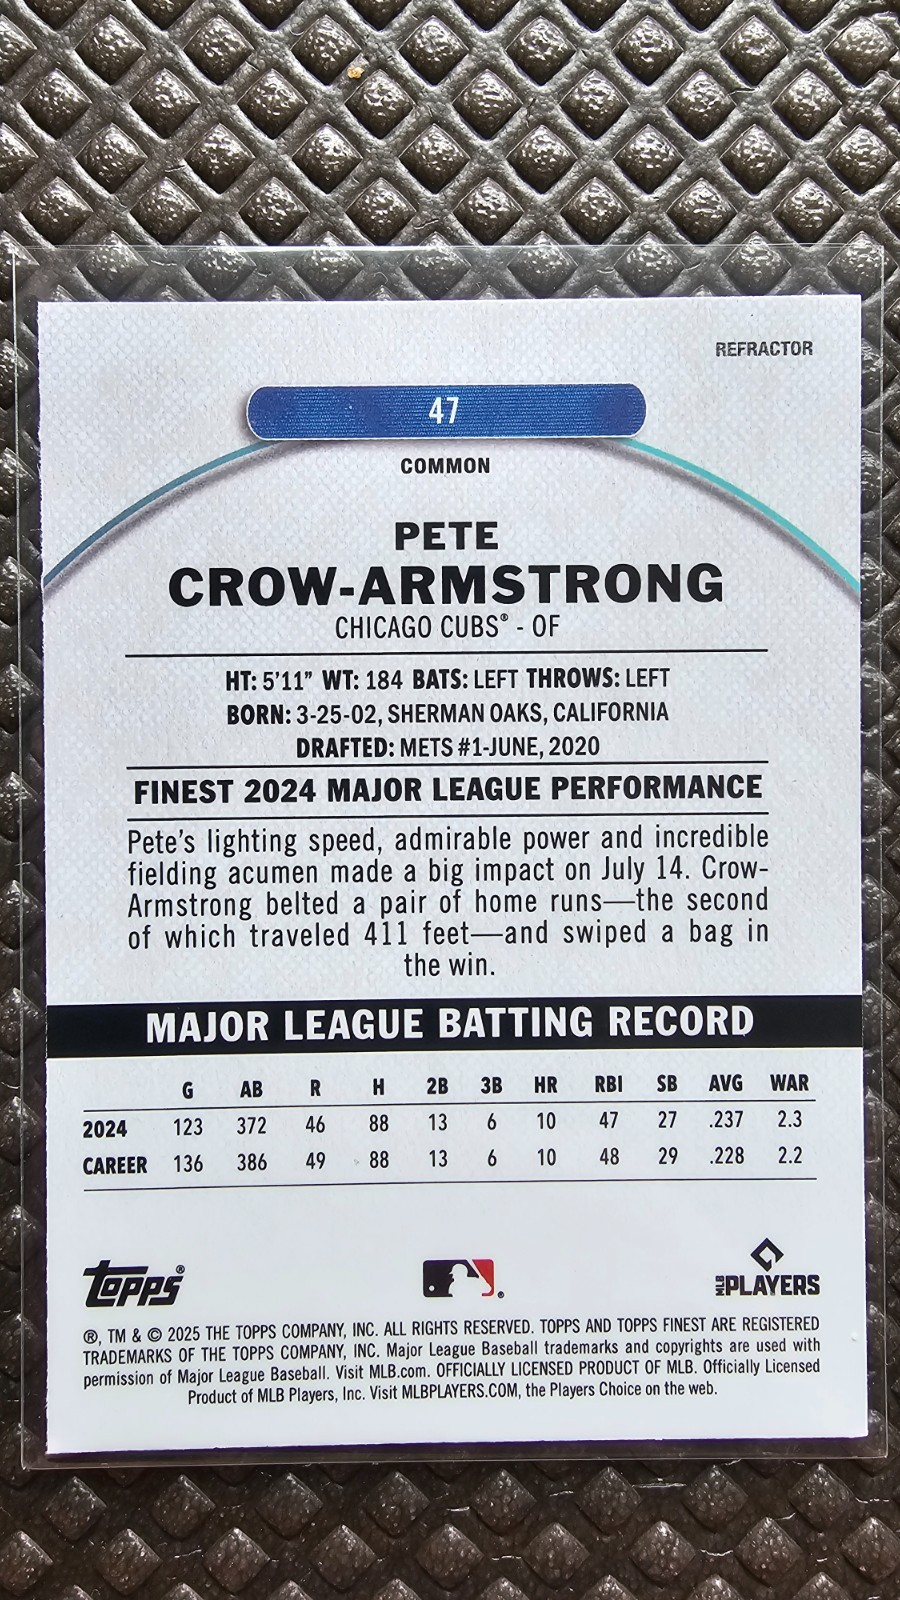 REFRACTOR
47
COMMON
PETE
CROW-ARMSTRONG
CHICAGO CUBS® - OF
HT: 5'11" WT: 184 BATS: LEFT THROWS: LEFT
BORN: 3-25-02, SHERMAN OAKS, CALIFORNIA
DRAFTED: METS #1-JUNE, 2020
FINEST 2024 MAJOR LEAGUE PERFORMANCE
Pete's lighting speed, admirable power and incredible
fielding acumen made a big impact on July 14. Crow-
Armstrong belted a pair of home runs—the second
of which traveled 411 feet—and swiped a bag in
the win.
MAJOR LEAGUE BATTING RECORD
G AB R H 2B 3B HR RBI SB AVG WAR
2024 123 372 46 88 13 6 10 47 27 .237 2.3
CAREER 136 386 49 88 13 6 10 48 29 .228 2.2
topps® ® MLB PLAYERS
®, TM & © 2025 THE TOPPS COMPANY, INC. ALL RIGHTS RESERVED. TOPPS AND TOPPS FINEST ARE REGISTERED
TRADEMARKS OF THE TOPPS COMPANY, INC. Major League Baseball trademarks and copyrights are used with
permission of Major League Baseball. Visit MLB.com. OFFICIALLY LICENSED PRODUCT OF MLB. Officially Licensed
Product of MLB Players, Inc. Visit MLBPLAYERS.COM, the Players Choice on the web.